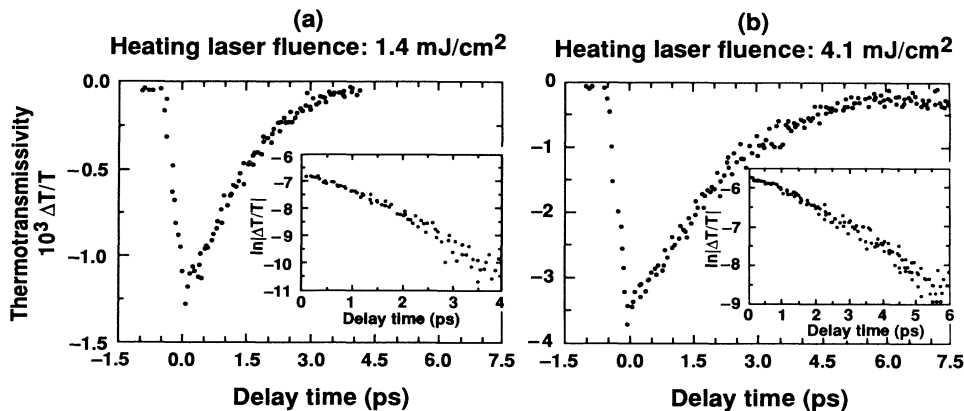 (a)
Heating laser fluence: 1.4 mJ/cm²
Thermotransmissivity
10³ ΔT/T
0.0
−0.5
−1.0
−1.5
−1.5 0.0 1.5 3.0 4.5 6.0 7.5
Delay time (ps)
ln|ΔT/T|
−6
−7
−8
−9
−10
−11
0 1 2 3 4
Delay time (ps)
(b)
Heating laser fluence: 4.1 mJ/cm²
0
−1
−2
−3
−4
−1.5 0.0 1.5 3.0 4.5 6.0 7.5
Delay time (ps)
ln|ΔT/T|
−6
−7
−8
−9
0 1 2 3 4 5 6
Delay time (ps)